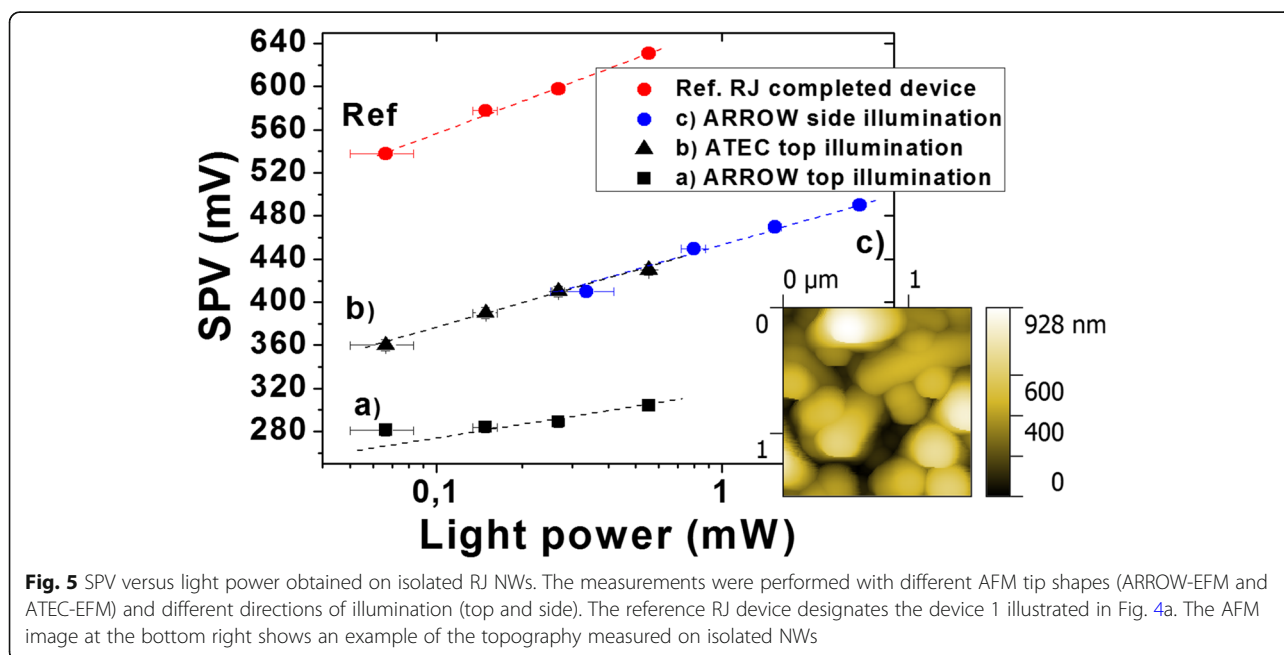 640
600
560
520
480
440
400
360
320
280
SPV (mV)
Ref
Ref. RJ completed device
c) ARROW side illumination
b) ATEC top illumination
a) ARROW top illumination
b)
a)
c)
0 µm 1
0
1
928 nm
600
400
0
0,1 1
Light power (mW)
Fig. 5 SPV versus light power obtained on isolated RJ NWs. The measurements were performed with different AFM tip shapes (ARROW-EFM and
ATEC-EFM) and different directions of illumination (top and side). The reference RJ device designates the device 1 illustrated in Fig. 4a. The AFM
image at the bottom right shows an example of the topography measured on isolated NWs